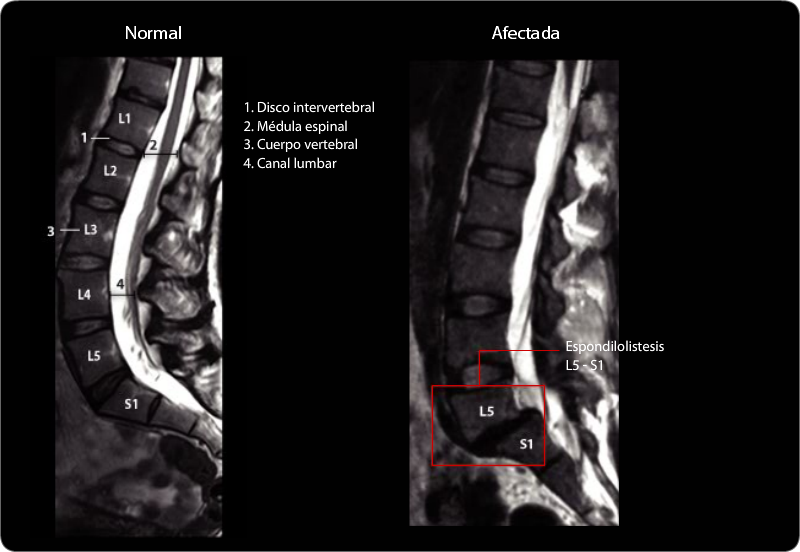 Normal
Afectada
1. Disco intervertebral
2. Médula espinal
3. Cuerpo vertebral
4. Canal lumbar
L1
1
2
L2
3
L3
4
L4
L5
S1
Espondilolistesis
L5 - S1
L5
S1